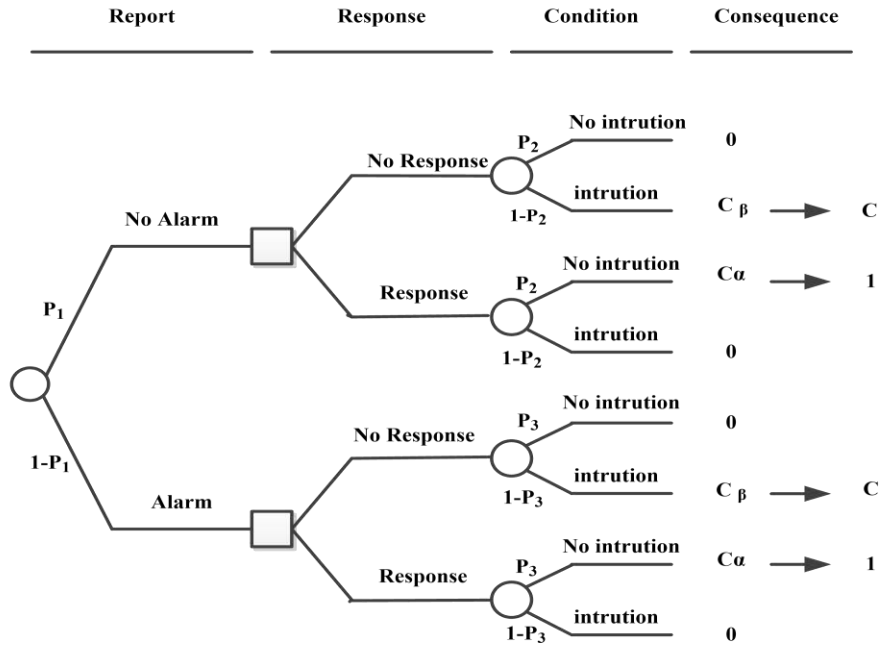 Report Response Condition Consequence
No intrution
P2 0
No Response
intrution
1-P2 C β C
No Alarm
No intrution
P2 Cα 1
Response
intrution
P1
1-P2 0
No intrution
P3 0
1-P1 No Response
intrution
1-P3 C β C
Alarm
No intrution
P3 Cα 1
Response
intrution
1-P3 0